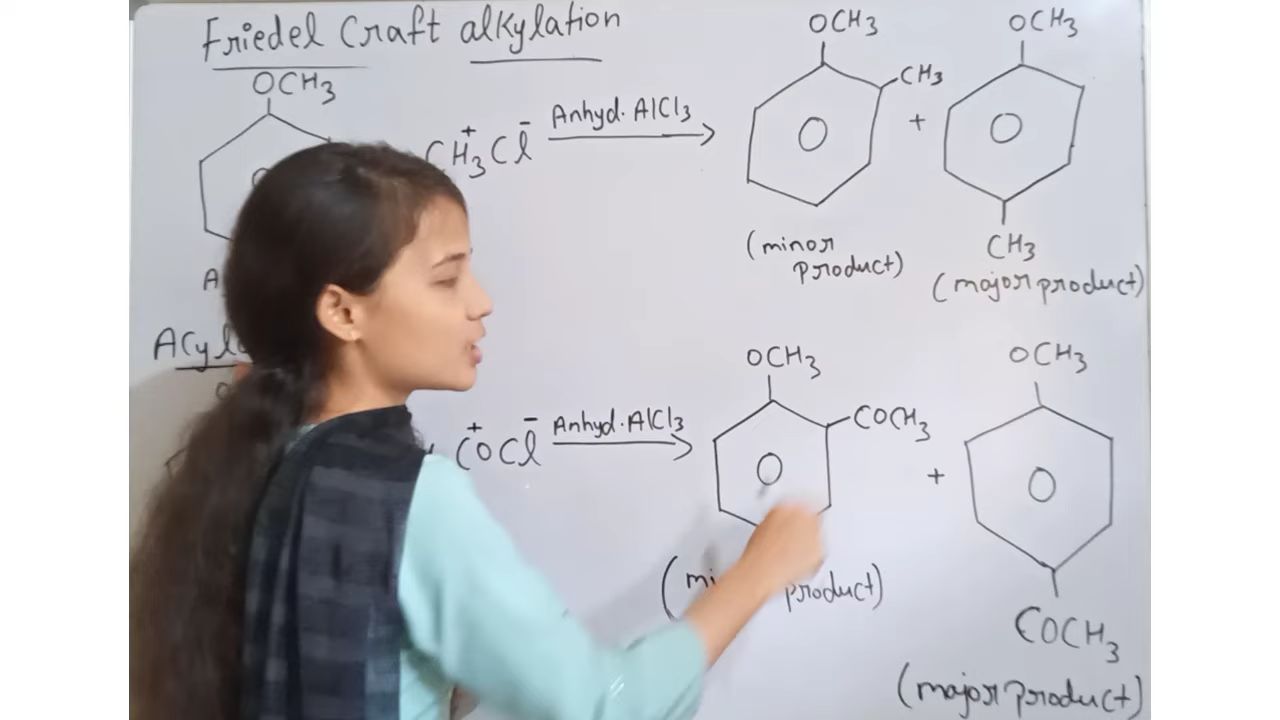 Friedel Craft alkylation
OCH3
CH3+Cl-
Anhyd. AlCl3
OCH3
CH3
+
OCH3
CH3
(minor
product)
(major product)
OCH3
COCH3
+
OCH3
COCH3
COCl
+ -
Anhyd. AlCl3
product)
(major product)